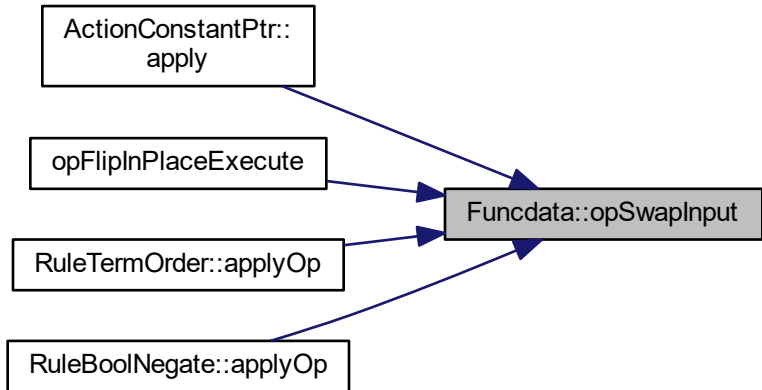 ActionConstantPtr::
apply
opFlipInPlaceExecute
Funcdata::opSwapInput
RuleTermOrder::applyOp
RuleBoolNegate::applyOp